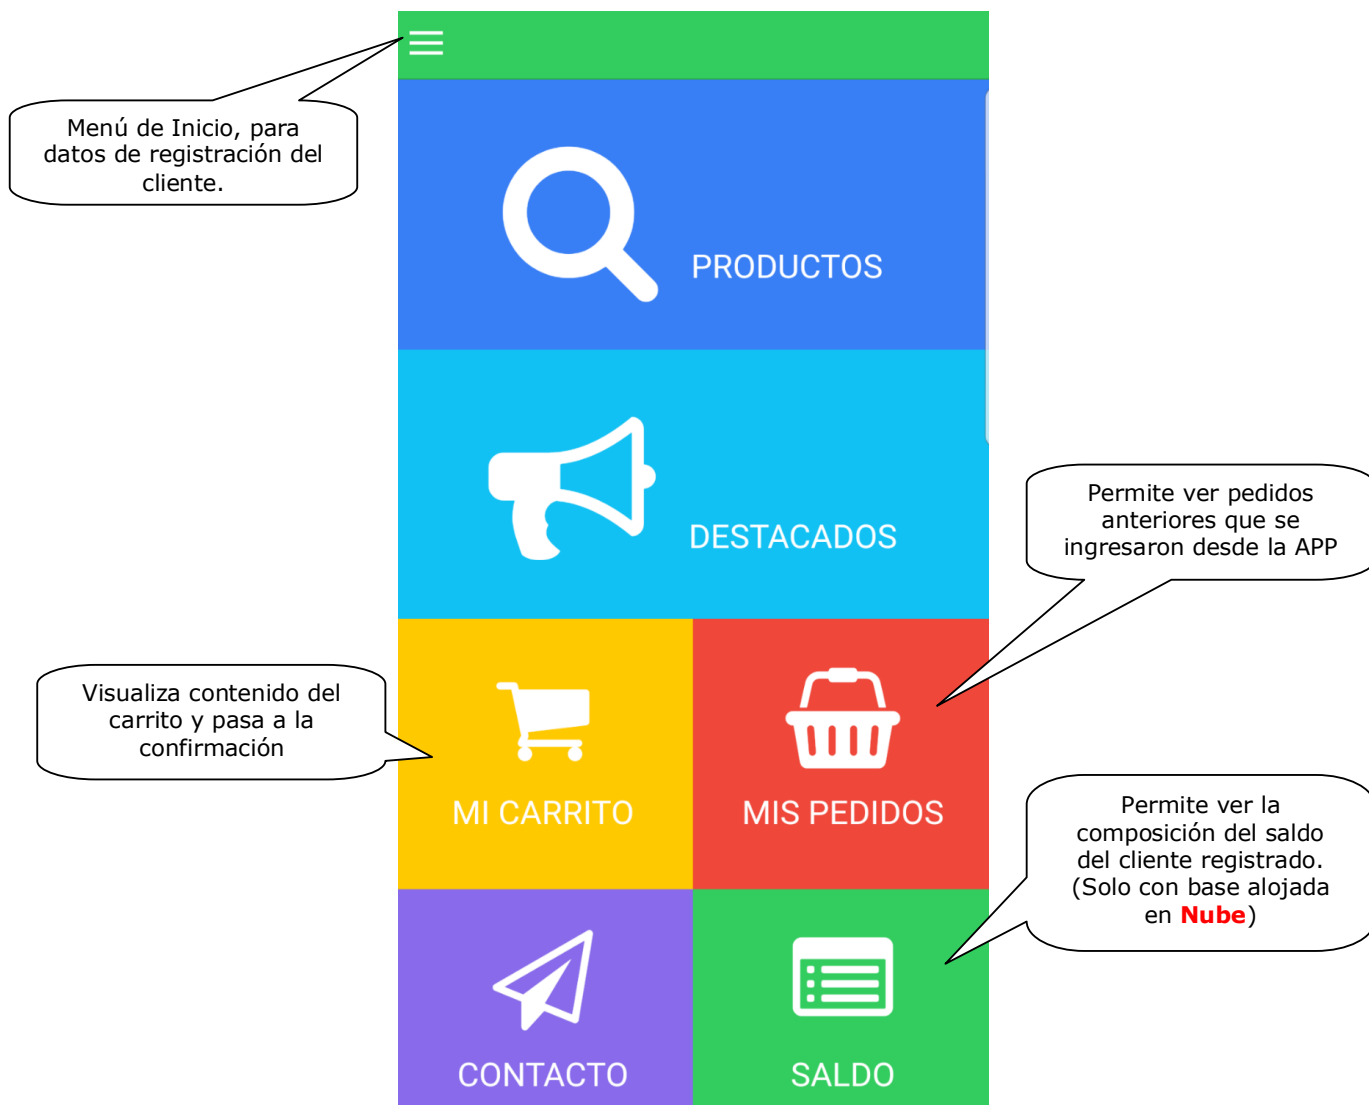 Menú de Inicio, para
datos de registración del
cliente.
PRODUCTOS
DESTACADOS
Permite ver pedidos
anteriores que se
ingresaron desde la APP
Visualiza contenido del
carrito y pasa a la
confirmación
MI CARRITO
MIS PEDIDOS
Permite ver la
composición del saldo
del cliente registrado.
(Solo con base alojada
en Nube)
CONTACTO
SALDO